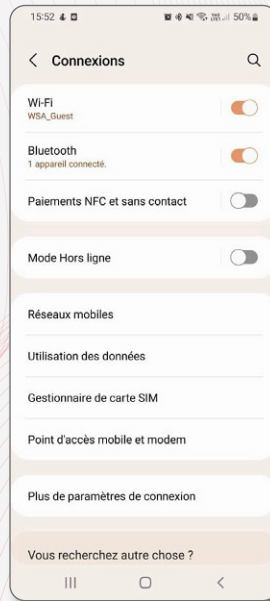 15:52 50%
Connexions
Wi-Fi
WSA_Guest
Bluetooth
1 appareil connecté.
Paiements NFC et sans contact
Mode Hors ligne
Réseaux mobiles
Utilisation des données
Gestionnaire de carte SIM
Point d'accès mobile et modem
Plus de paramètres de connexion
Vous recherchez autre chose ?